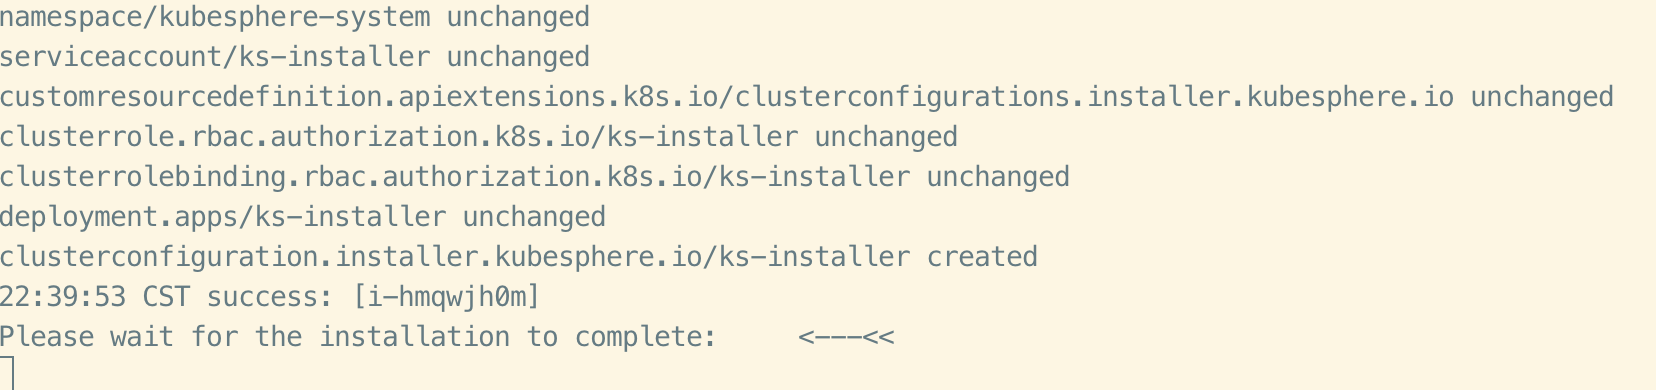 namespace/kubesphere-system unchanged
serviceaccount/ks-installer unchanged
customresourcedefinition.apiextensions.k8s.io/clusterconfigurations.installer.kubesphere.io unchanged
clusterrole.rbac.authorization.k8s.io/ks-installer unchanged
clusterrolebinding.rbac.authorization.k8s.io/ks-installer unchanged
deployment.apps/ks-installer unchanged
clusterconfiguration.installer.kubesphere.io/ks-installer created
22:39:53 CST success: [i-hmqwjh0m]
Please wait for the installation to complete:     <---<<